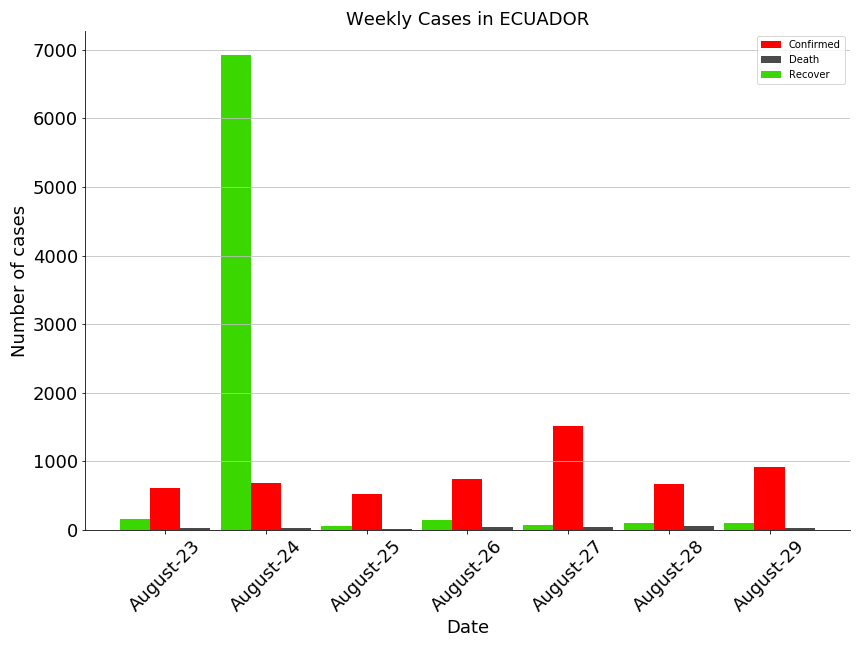 Weekly Cases in ECUADOR
Confirmed
Death
Recover
Number of cases
7000
6000
5000
4000
3000
2000
1000
0
August-23
August-24
August-25
August-26
August-27
August-28
August-29
Date